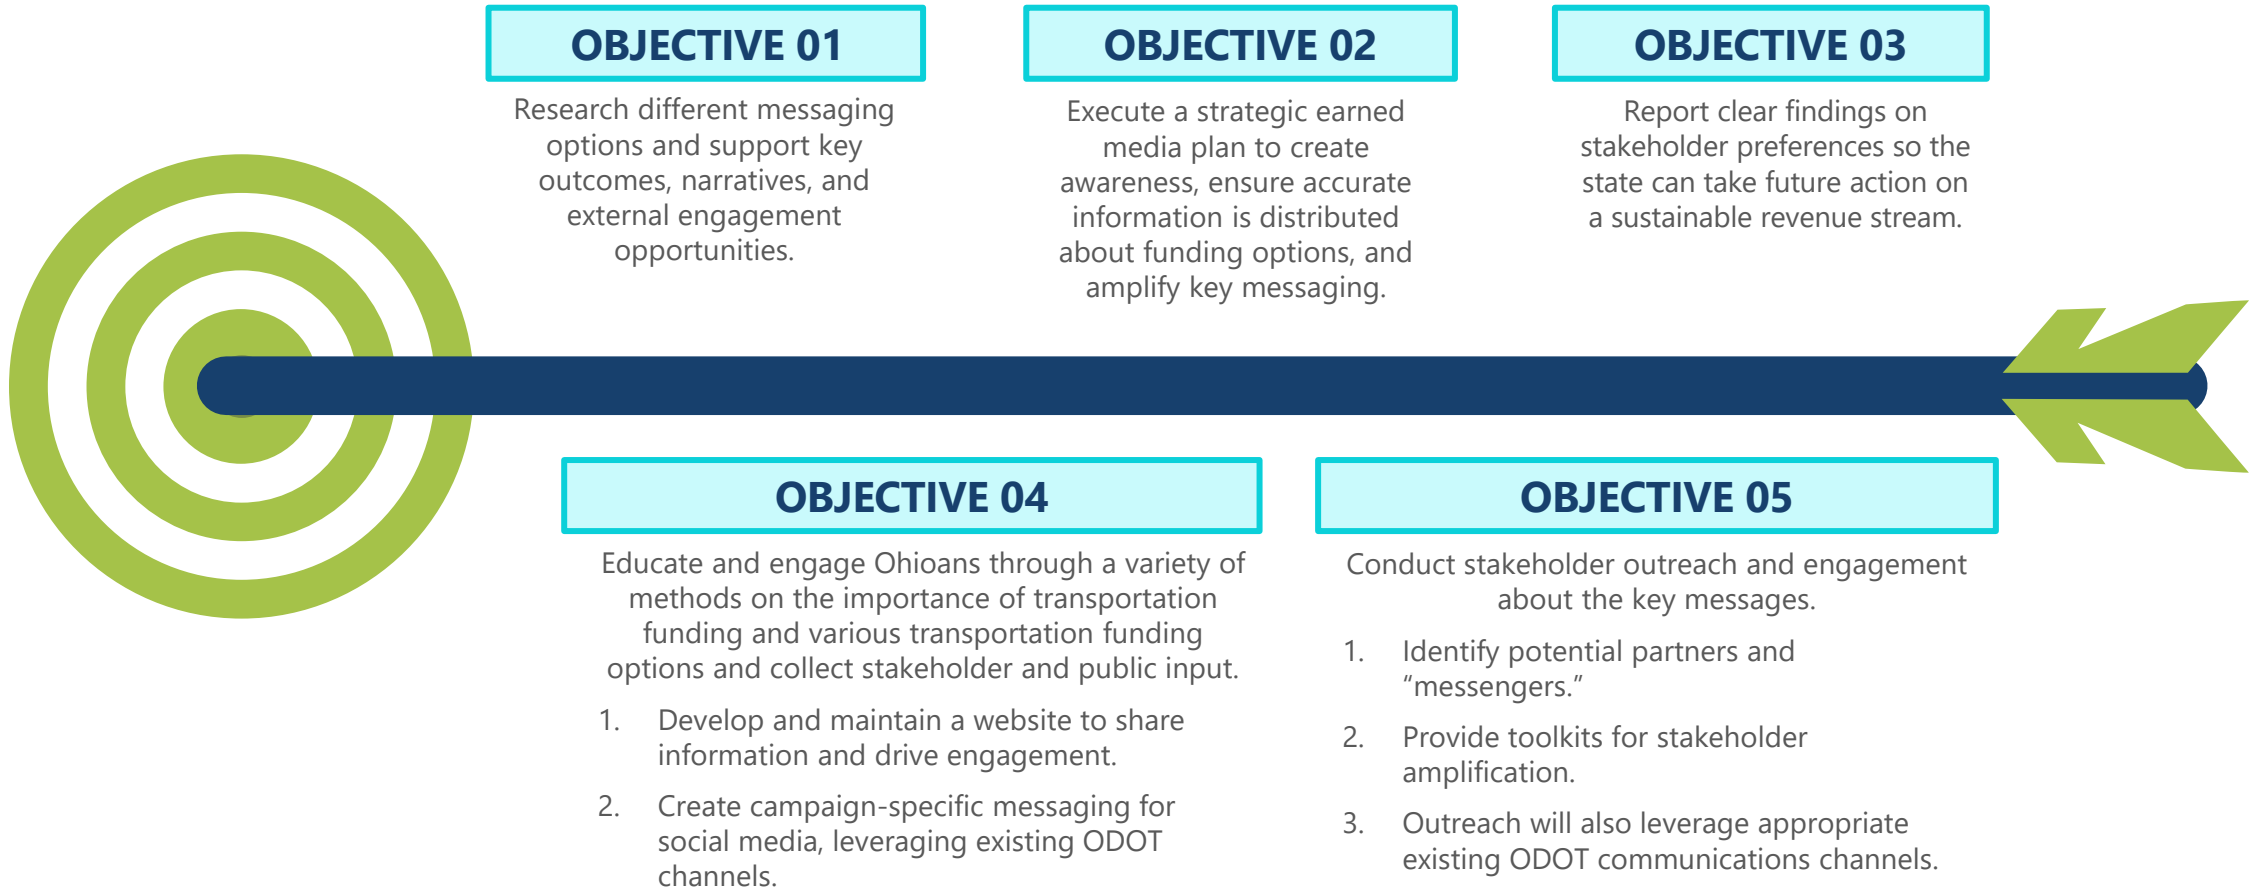 OBJECTIVE 01
Research different messaging
options and support key
outcomes, narratives, and
external engagement
opportunities.
OBJECTIVE 02
Execute a strategic earned
media plan to create
awareness, ensure accurate
information is distributed
about funding options, and
amplify key messaging.
OBJECTIVE 03
Report clear findings on
stakeholder preferences so the
state can take future action on
a sustainable revenue stream.
OBJECTIVE 04
Educate and engage Ohioans through a variety of
methods on the importance of transportation
funding and various transportation funding
options and collect stakeholder and public input.
1. Develop and maintain a website to share
information and drive engagement.
2. Create campaign-specific messaging for
social media, leveraging existing ODOT
channels.
OBJECTIVE 05
Conduct stakeholder outreach and engagement
about the key messages.
1. Identify potential partners and
“messengers.”
2. Provide toolkits for stakeholder
amplification.
3. Outreach will also leverage appropriate
existing ODOT communications channels.